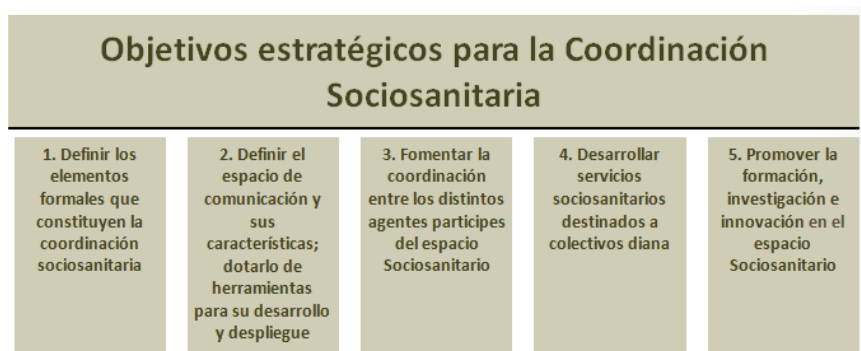 Objetivos estratégicos para la Coordinación
Sociosanitaria
1. Definir los
elementos
formales que
constituyen la
coordinación
sociosanitaria
2. Definir el
espacio de
comunicación y
sus
características;
dotarlo de
herramientas
para su desarrollo
y despliegue
3. Fomentar la
coordinación
entre los distintos
agentes participes
del espacio
Sociosanitario
4. Desarrollar
servicios
sociosanitarios
destinados a
colectivos diana
5. Promover la
formación,
investigación e
innovación en el
espacio
Sociosanitario